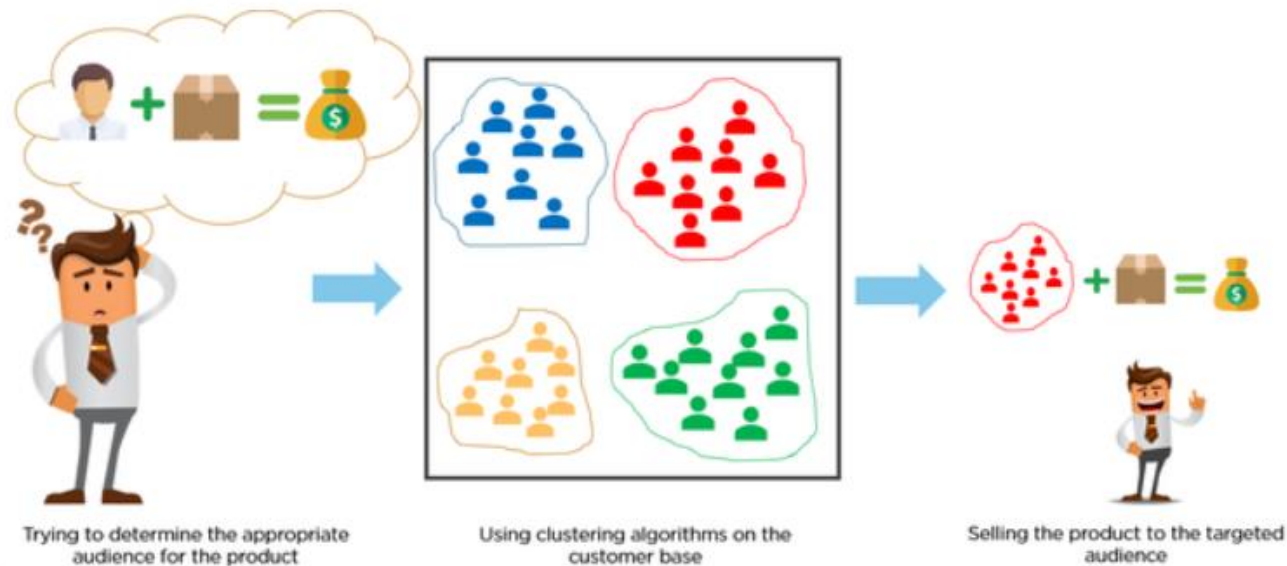 ??
$
Trying to determine the appropriate
audience for the product
Using clustering algorithms on the
customer base
$
Selling the product to the targeted
audience